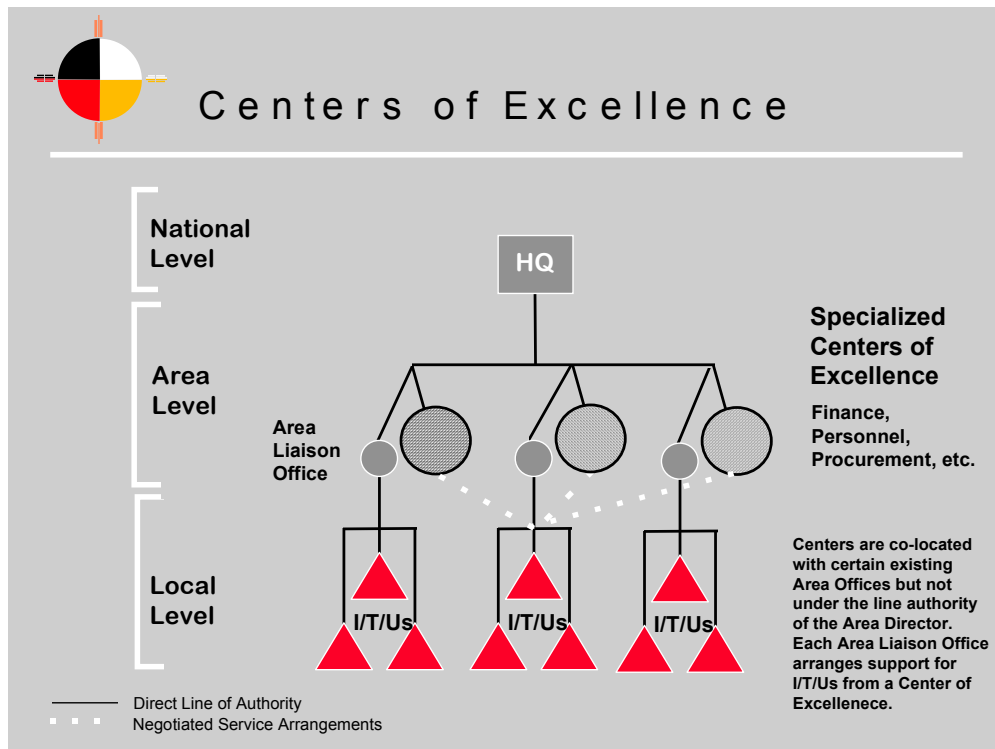 Centers of Excellence
National
Level
HQ
Area
Level
Area
Liaison
Office
Specialized
Centers of
Excellence
Finance,
Personnel,
Procurement, etc.
Local
Level
I/T/Us
I/T/Us
I/T/Us
Centers are co-located
with certain existing
Area Offices but not
under the line authority
of the Area Director.
Each Area Liaison Office
arranges support for
I/T/Us from a Center of
Excellenece.
Direct Line of Authority
Negotiated Service Arrangements